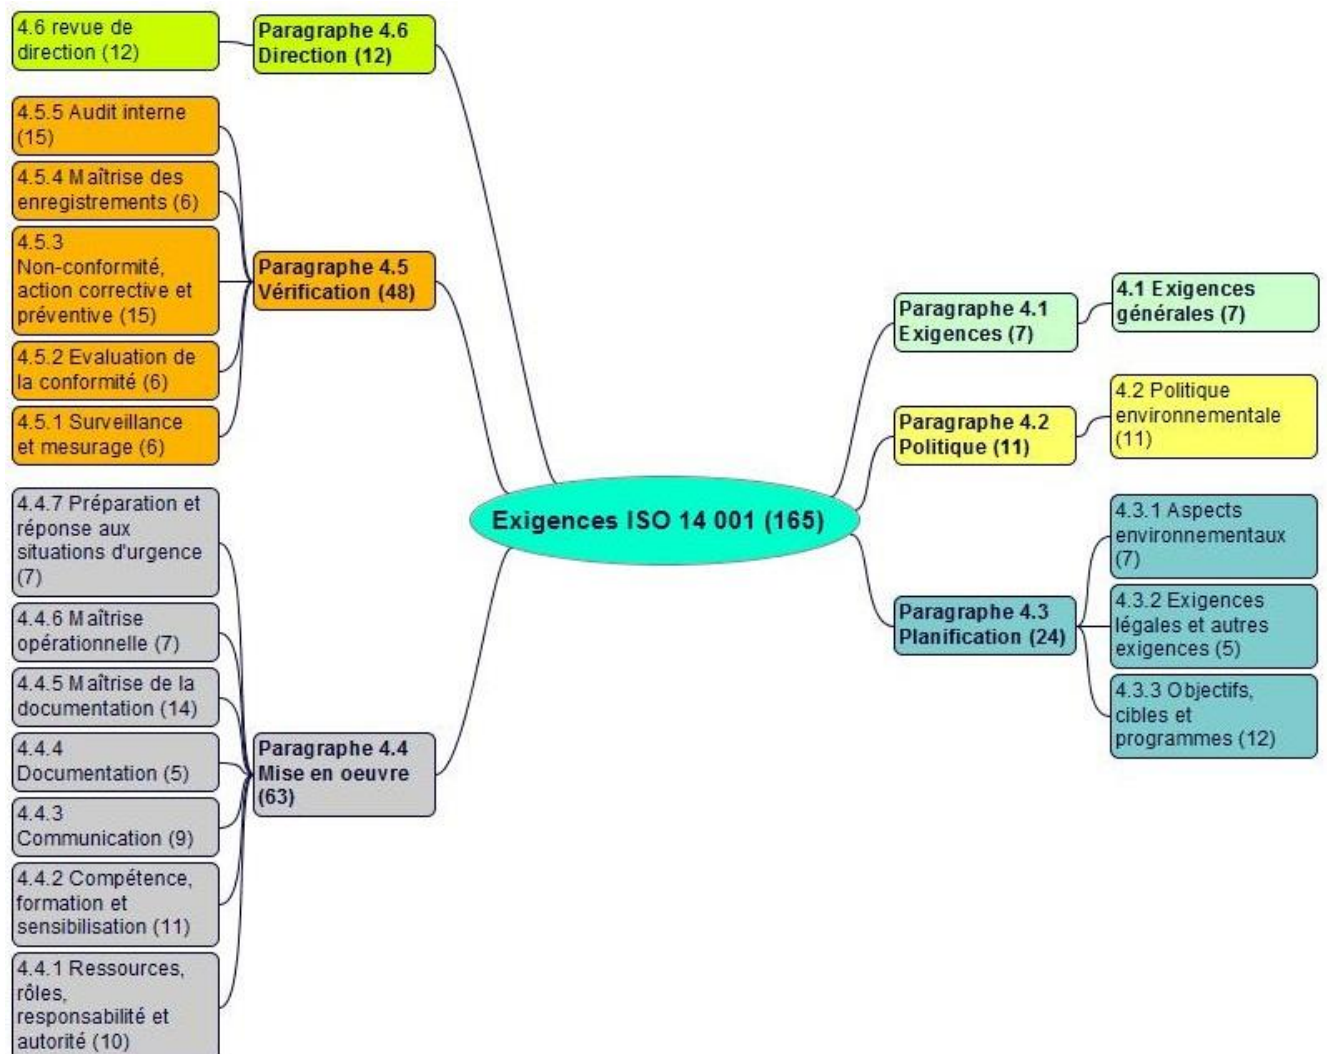 4.6 revue de
direction (12)
Paragraphe 4.6
Direction (12)
4.5.5 Audit interne
(15)
4.5.4 Maîtrise des
enregistrements (6)
4.5.3
Non-conformité,
action corrective et
préventive (15)
4.5.2 Evaluation de
la conformité (6)
4.5.1 Surveillance
et mesurage (6)
Paragraphe 4.5
Vérification (48)
4.4.7 Préparation et
réponse aux
situations d'urgence
(7)
4.4.6 Maîtrise
opérationnelle (7)
4.4.5 Maîtrise de la
documentation (14)
4.4.4
Documentation (5)
4.4.3
Communication (9)
4.4.2 Compétence,
formation et
sensibilisation (11)
4.4.1 Ressources,
rôles,
responsabilité et
autorité (10)
Paragraphe 4.4
Mise en oeuvre
(63)
Exigences ISO 14 001 (165)
Paragraphe 4.1
Exigences (7)
4.1 Exigences
générales (7)
Paragraphe 4.2
Politique (11)
4.2 Politique
environnementale
(11)
Paragraphe 4.3
Planification (24)
4.3.1 Aspects
environnementaux
(7)
4.3.2 Exigences
légales et autres
exigences (5)
4.3.3 Objectifs,
cibles et
programmes (12)